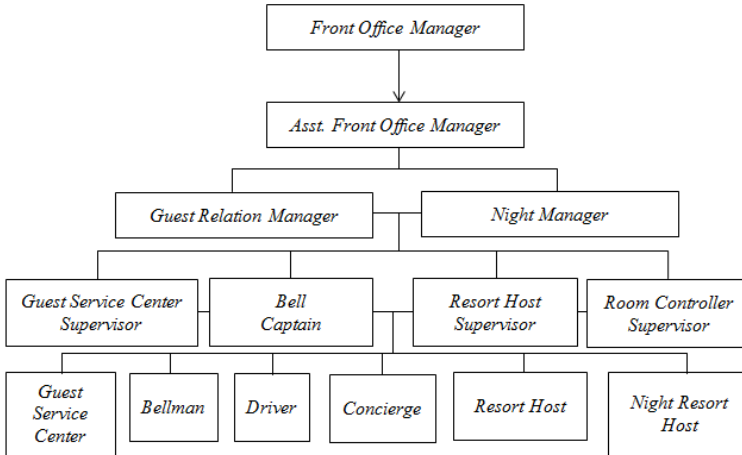 Front Office Manager
Asst. Front Office Manager
Guest Relation Manager
Night Manager
Guest Service Center
Supervisor
Bell
Captain
Resort Host
Supervisor
Room Controller
Supervisor
Guest
Service
Center
Bellman
Driver
Concierge
Resort Host
Night Resort
Host